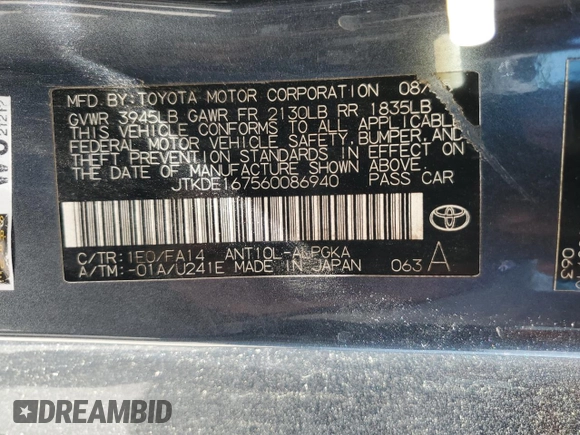 MFD.BY:TOYOTA MOTOR CORPORATION 08/
GVWR 3945LB GAWR FR 2130LB RR 1835LB
THIS VEHICLE CONFORMS TO ALL APPLICABLE
FEDERAL MOTOR VEHICLE SAFETY, BUMPER, AND
THEFT PREVENTION STANDARDS IN EFFECT ON
THE DATE OF MANUFACTURE SHOWN ABOVE.
JTKDE167560086940 PASS CAR
C/TR: 1E0/FA14 ANT10L-ALPGKA
A/TM: -01A/U241E MADE IN JAPAN 063 A
063
DREAMBID